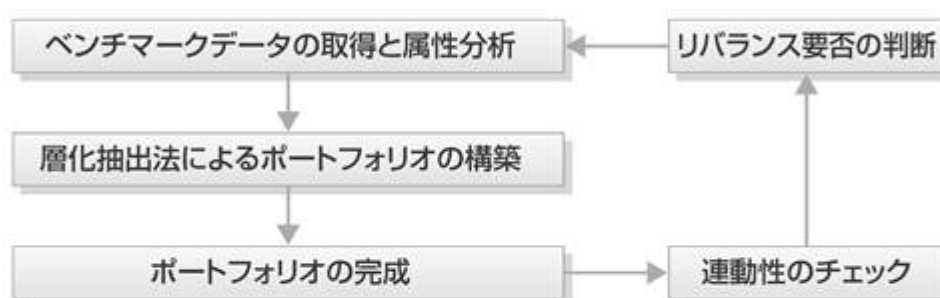 ベンチマークデータの取得と属性分析
リバランス要否の判断
層化抽出法によるポートフォリオの構築
ポートフォリオの完成
連動性のチェック